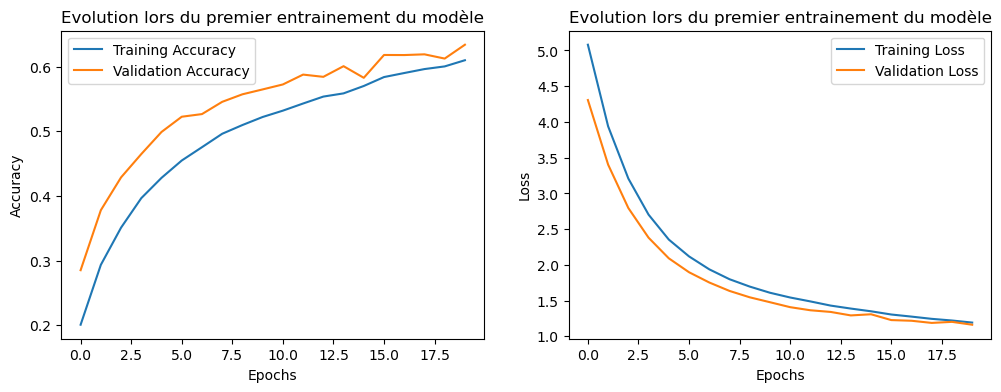 Evolution lors du premier entrainement du modèle
Training Accuracy
Validation Accuracy
0.6
0.5
0.4
0.3
0.2
Accuracy
0.0 2.5 5.0 7.5 10.0 12.5 15.0 17.5
Epochs
Evolution lors du premier entrainement du modèle
Training Loss
Validation Loss
5.0
4.5
4.0
3.5
3.0
2.5
2.0
1.5
1.0
Loss
0.0 2.5 5.0 7.5 10.0 12.5 15.0 17.5
Epochs